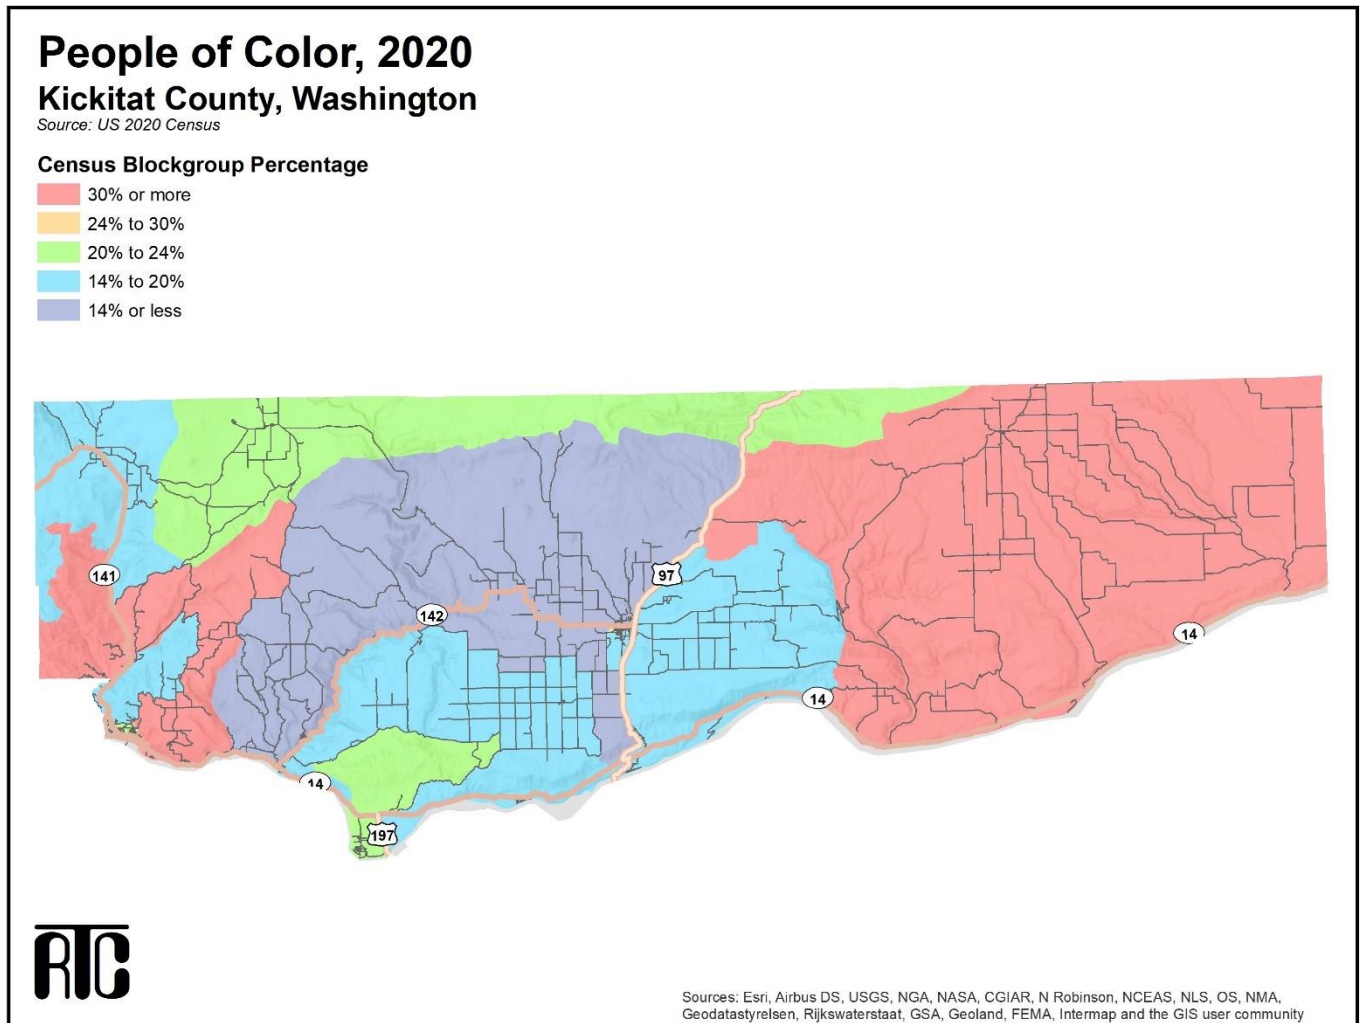 People of Color, 2020
Kickitat County, Washington
Source: US 2020 Census
Census Blockgroup Percentage
30% or more
24% to 30%
20% to 24%
14% to 20%
14% or less
141
97
142
14
14
14
197
RTC
Sources: Esri, Airbus DS, USGS, NGA, NASA, CGIAR, N Robinson, NCEAS, NLS, OS, NMA,
Geodatastyrelsen, Rijkswaterstaat, GSA, Geoland, FEMA, Intermap and the GIS user community